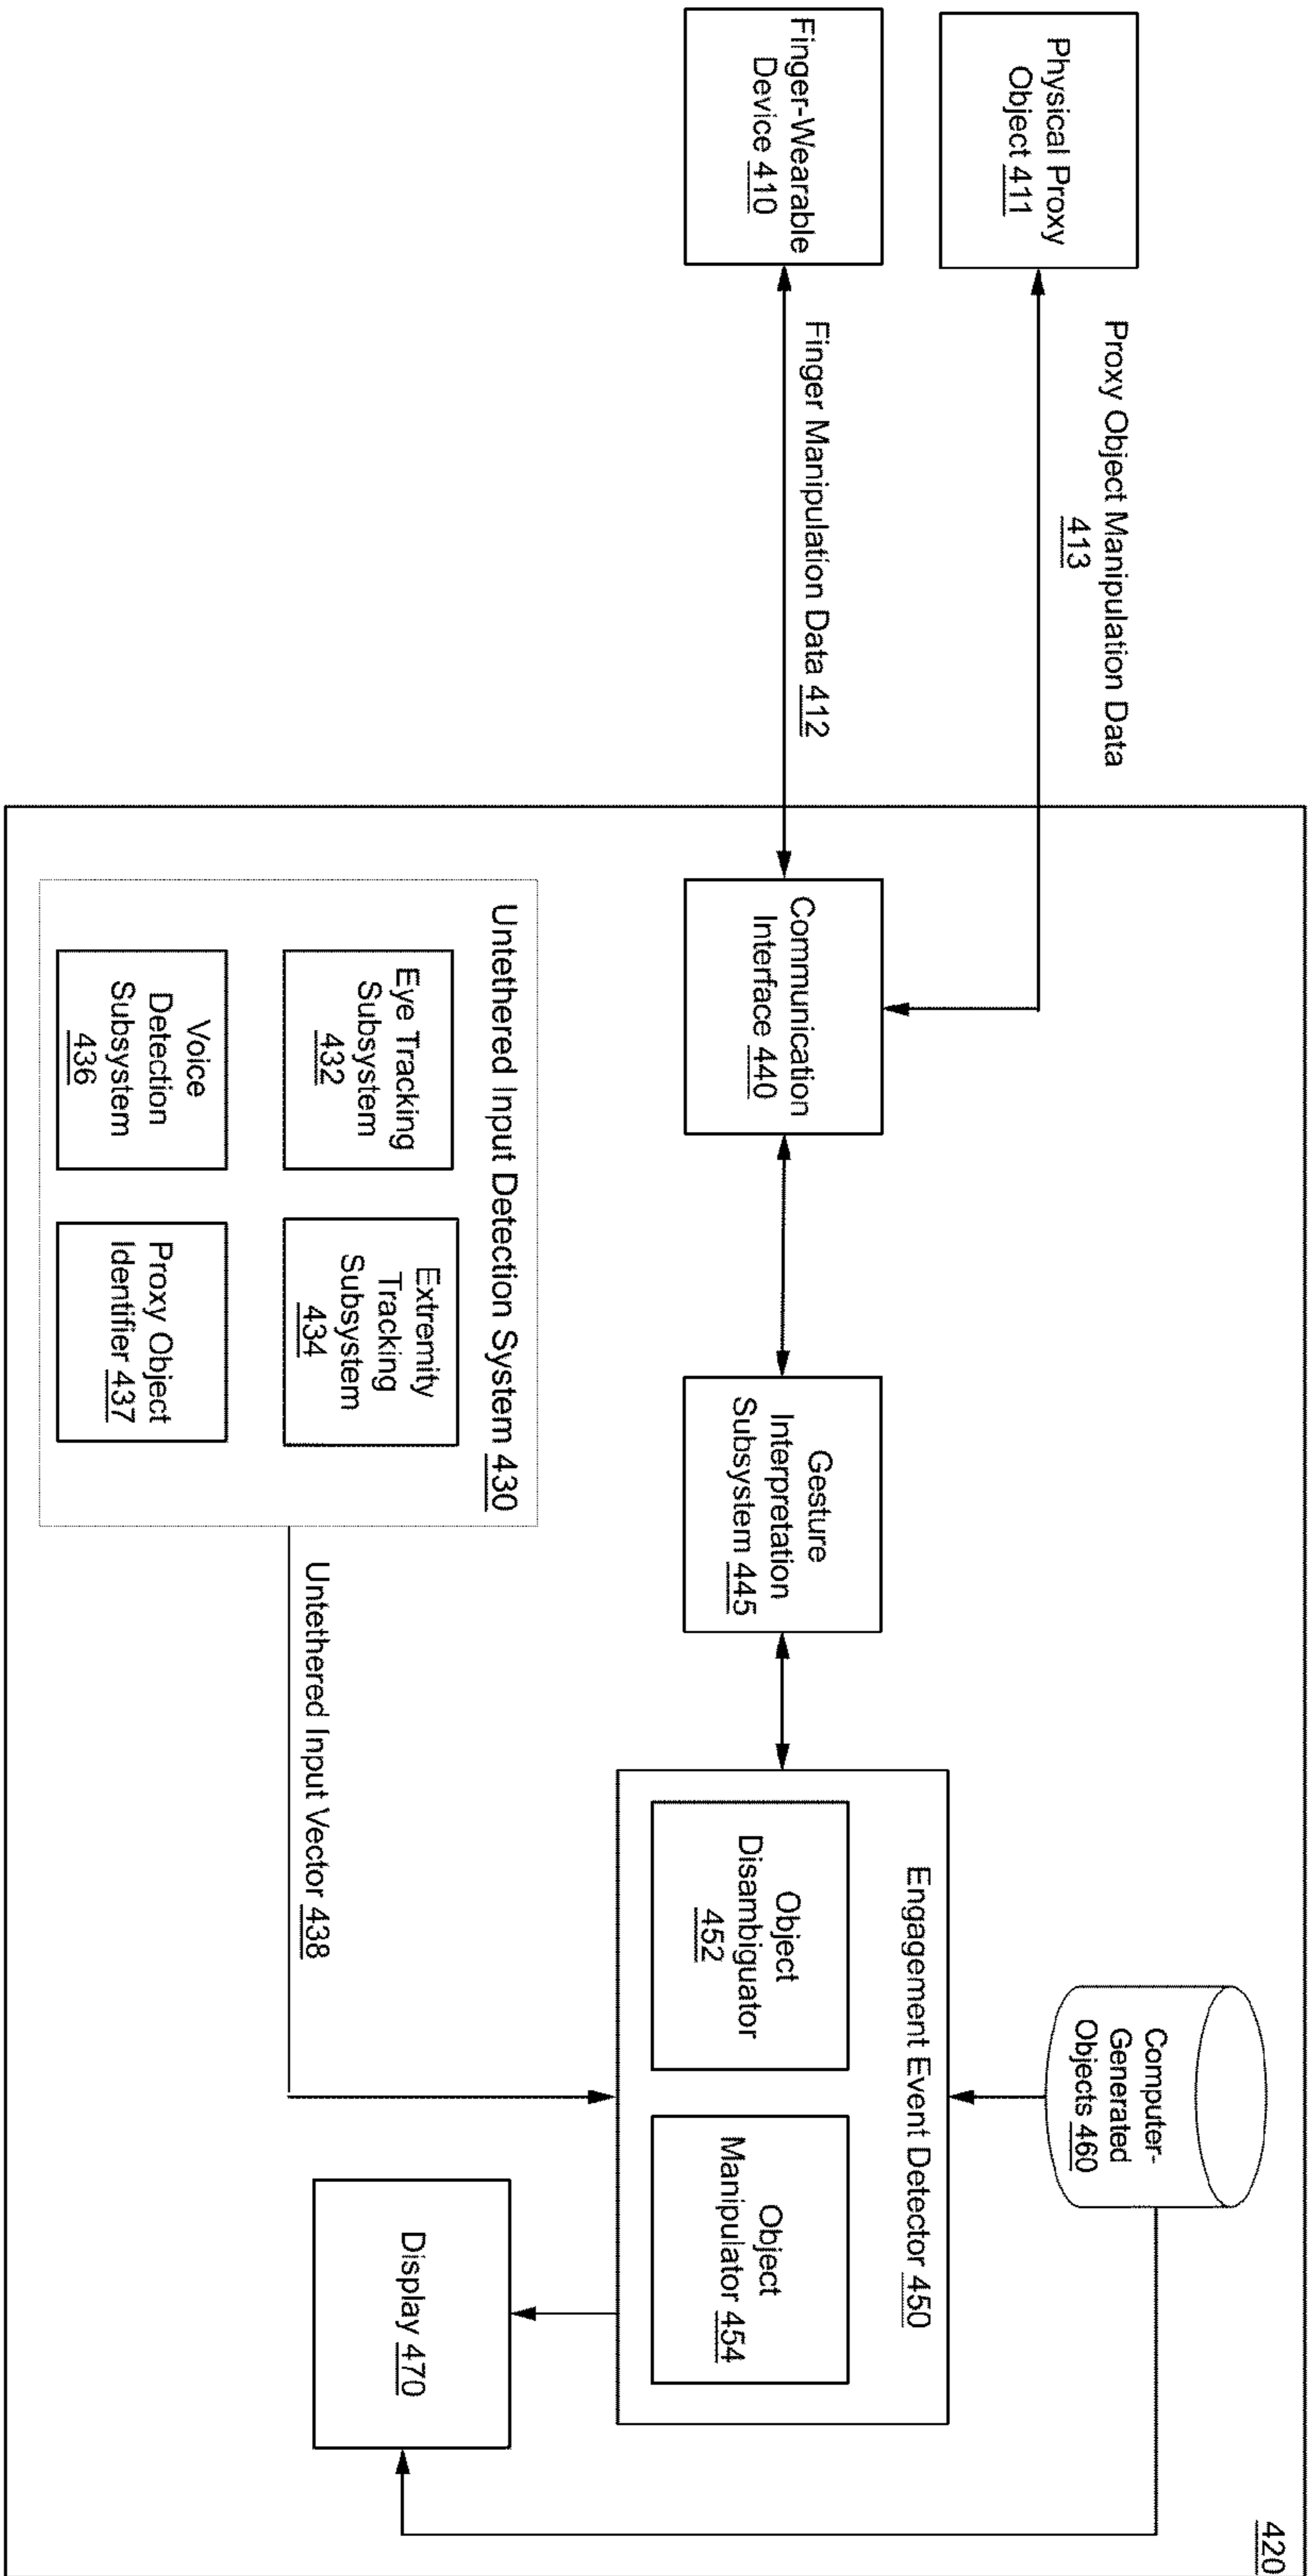 420
Physical Proxy
Object 411
Proxy Object Manipulation Data
413
Finger-Wearable
Device 410
Finger Manipulation Data 412
Communication
Interface 440
Gesture
Interpretation
Subsystem 445
Computer-
Generated
Objects 460
Engagement Event Detector 450
Object
Disambiguator
452
Object
Manipulator 454
Untethered Input Detection System 430
Eye Tracking
Subsystem
432
Extremity
Tracking
Subsystem
434
Voice
Detection
Subsystem
436
Proxy Object
Identifier 437
Untethered Input Vector 438
Display 470